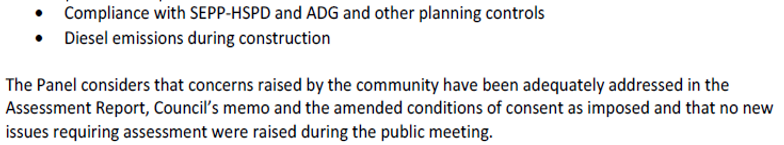 • Compliance with SEPP-HSPD and ADG and other planning controls
• Diesel emissions during construction
The Panel considers that concerns raised by the community have been adequately addressed in the
Assessment Report, Council's memo and the amended conditions of consent as imposed and that no new
issues requiring assessment were raised during the public meeting.